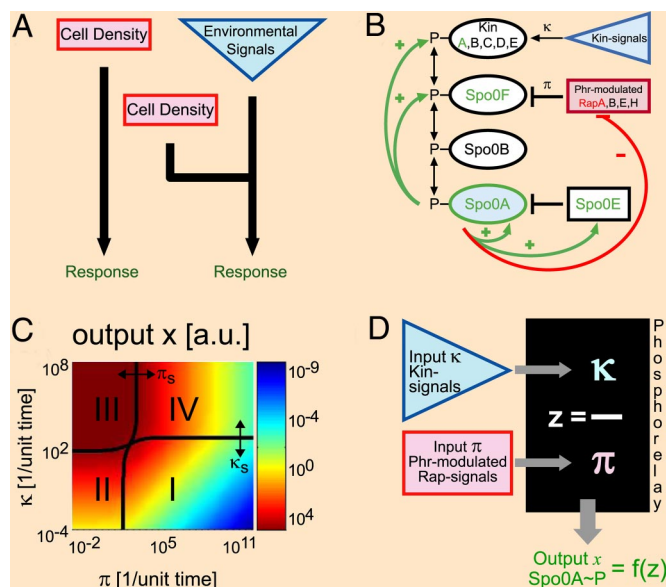 A
Cell Density
Environmental
Signals
Cell Density
Response
Response
B
P
Kin
A,B,C,D,E
κ
Kin-signals
+
+
P
Spo0F
π
Phr-modulated
RapA,B,E,H
P
Spo0B
-
P
Spo0A
Spo0E
+
+
C
output x [a.u.]
κ [1/unit time]
10^8
10^2
10^-4
III
IV
II
I
π_s
κ_s
10^-9
10^-4
10^0
10^4
10^-2
10^5
10^11
π [1/unit time]
D
Input κ
Kin-signals
Input π
Phr-modulated
Rap-signals
κ
z =
π
Phosphorelay
Output x
Spo0A~P = f(z)